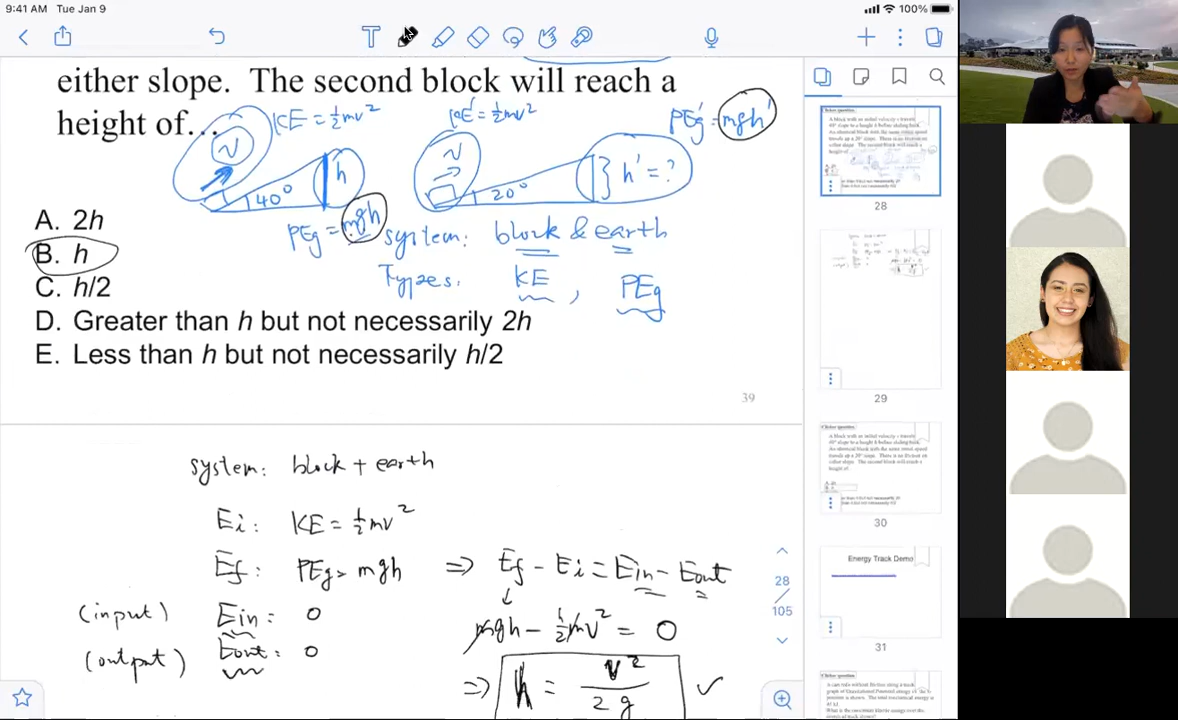 9:41 AM Tue Jan 9
100%
either slope. The second block will reach a
height of...
KE = ½mv²
KE' = ½mv²
PEg' = mgh'
v
v
h
40°
20°
h' = ?
PEg = mgh
A. 2h
B. h
C. h/2
D. Greater than h but not necessarily 2h
E. Less than h but not necessarily h/2
system: block & earth
Types: KE, PEg
39
system: block + earth
Ei: KE = ½mv²
Ef: PEg = mgh ⇒ Ef - Ei = Ein - Eout
(input) Ein: 0
mgh - ½mv² = 0
(output) Eout: 0
⇒ h = v²/2g ✓
28
/
105
28
29
30
Energy Track Demo
31